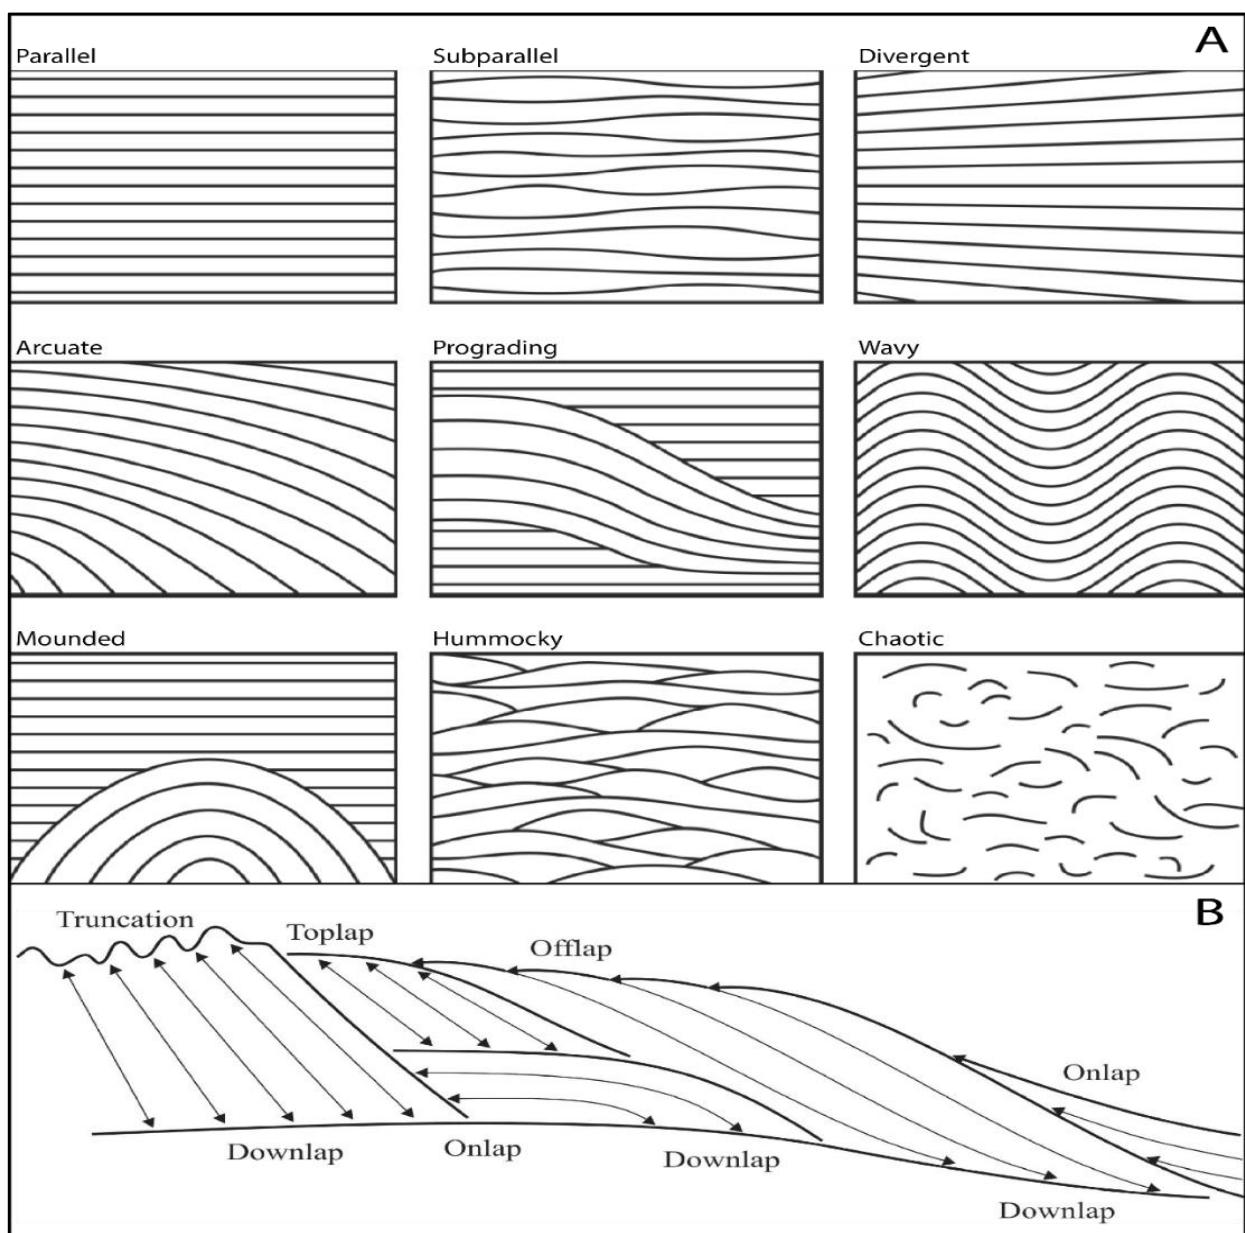 A
Parallel
Subparallel
Divergent
Arcuate
Prograding
Wavy
Mounded
Hummocky
Chaotic
B
Truncation
Toplap
Offlap
Onlap
Downlap
Onlap
Downlap
Downlap